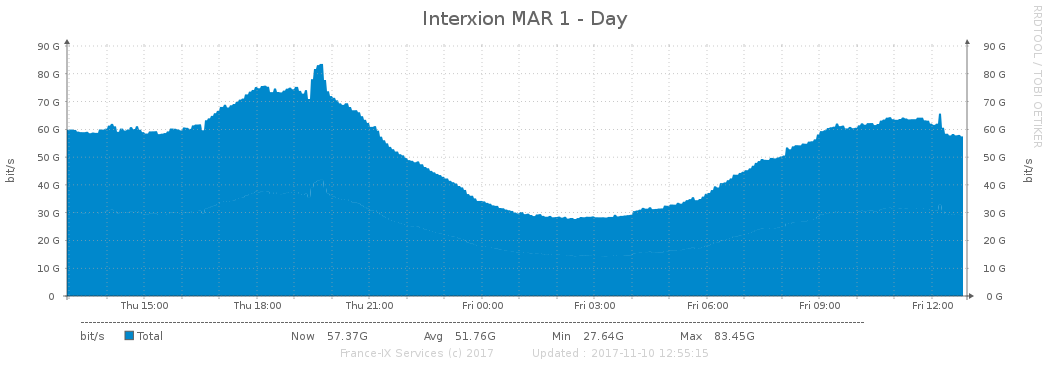 Interxion MAR 1 - Day
RRDTOOL / TOBI OETIKER
90 G 90 G
80 G 80 G
70 G 70 G
60 G 60 G
50 G 50 G
40 G 40 G
30 G 30 G
20 G 20 G
10 G 10 G
0 0 G
bit/s
bit/s
Thu 15:00 Thu 18:00 Thu 21:00 Fri 00:00 Fri 03:00 Fri 06:00 Fri 09:00 Fri 12:00
bit/s Total Now 57.37G Avg 51.76G Min 27.64G Max 83.45G
France-IX Services (c) 2017 Updated : 2017-11-10 12:55:15